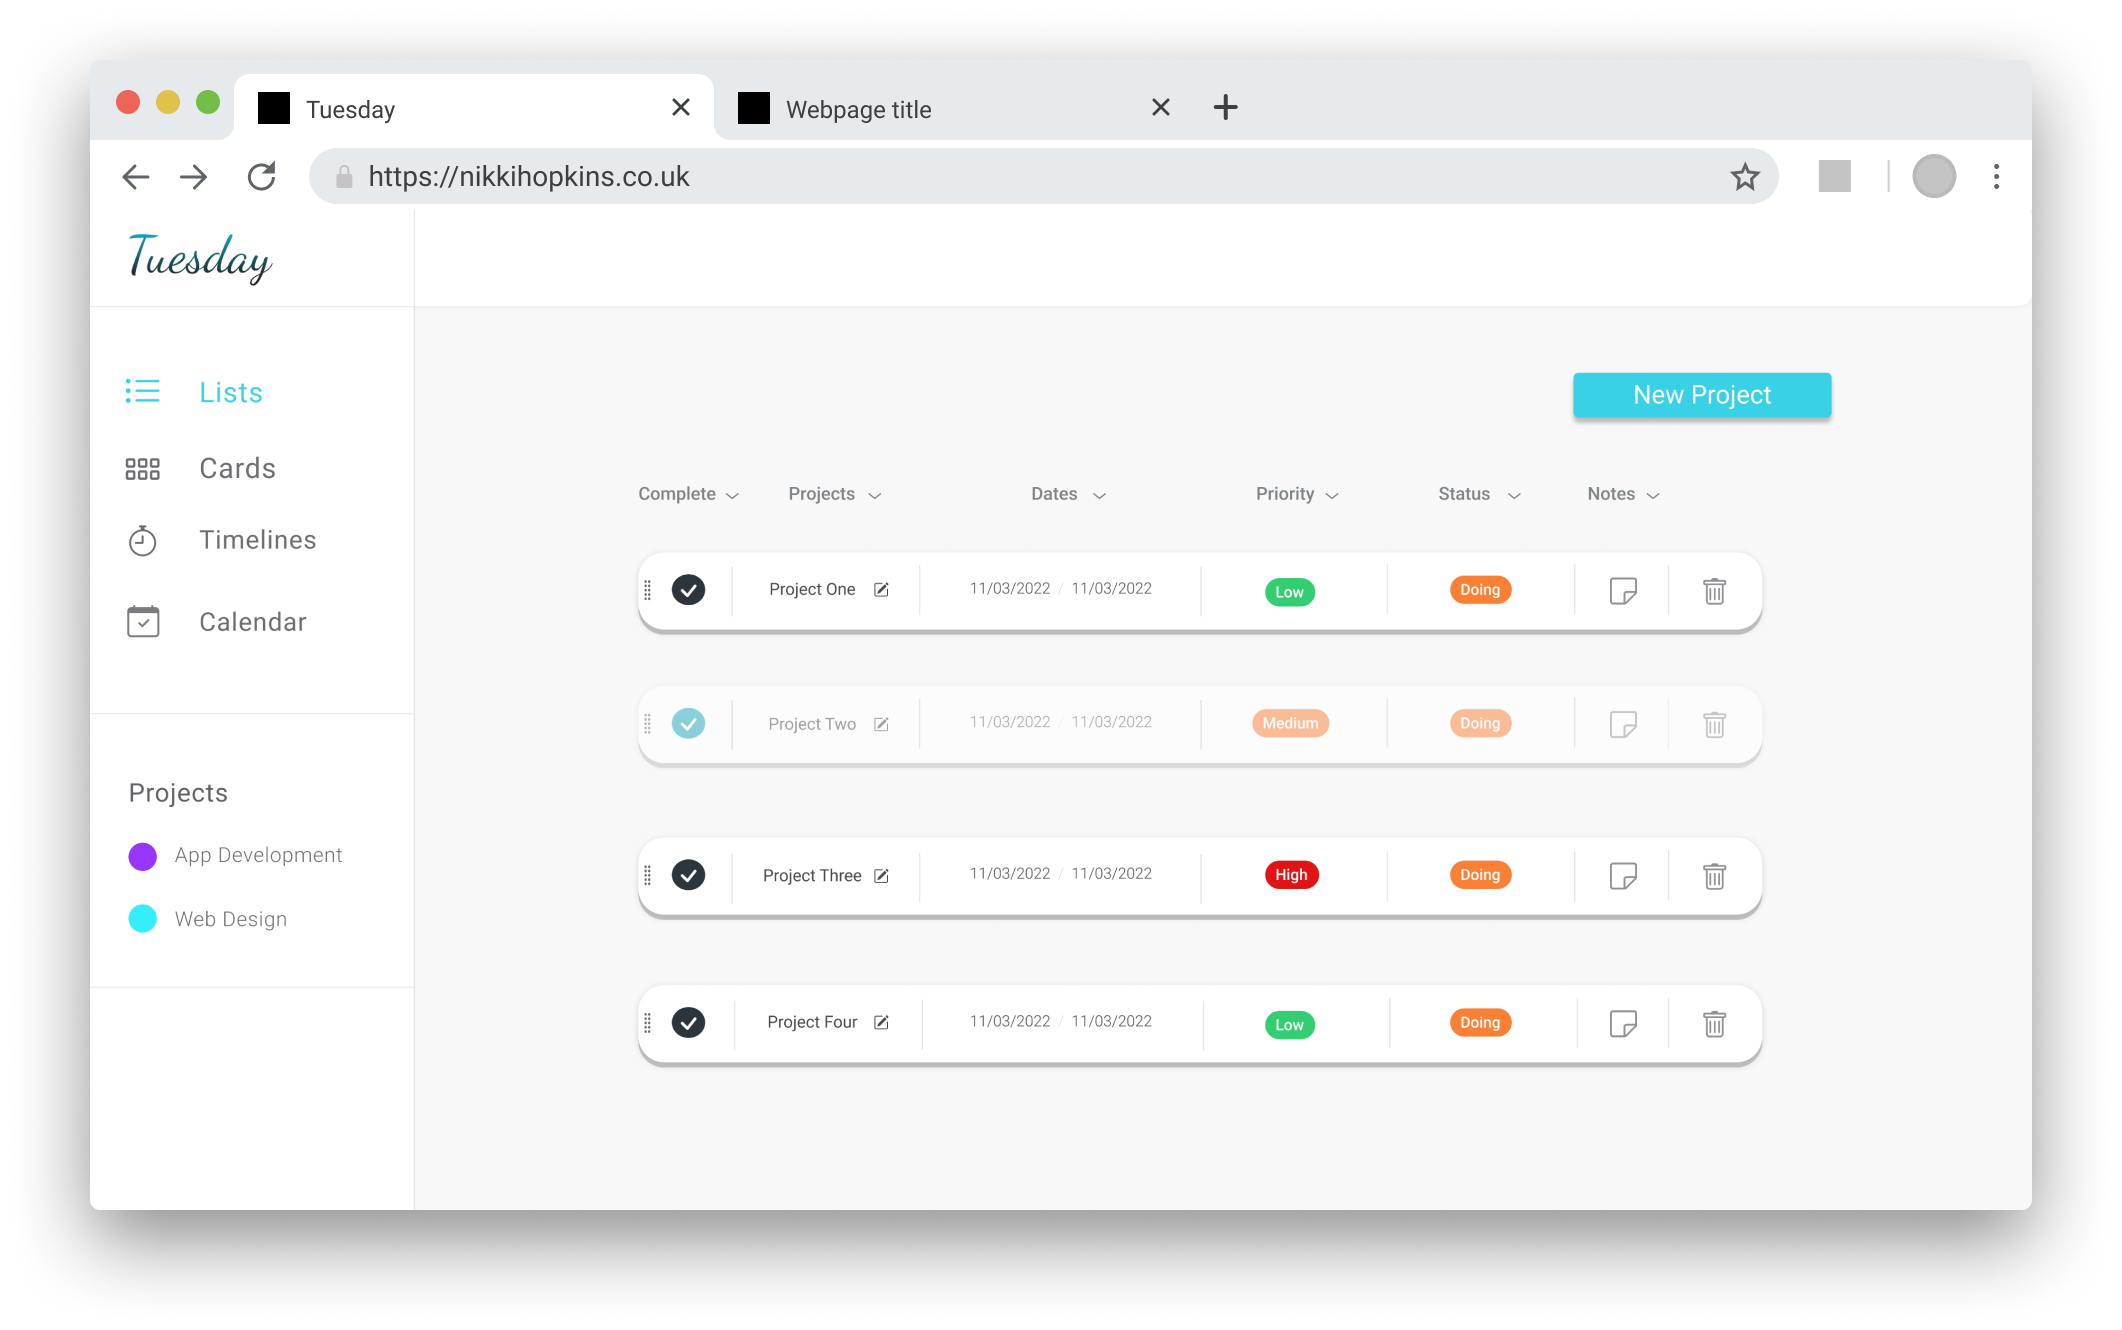 Tuesday
Webpage title
https://nikkihopkins.co.uk
Tuesday
Lists
Cards
Timelines
Calendar
Projects
App Development
Web Design
New Project
Complete Projects Dates Priority Status Notes
Project One 11/03/2022 / 11/03/2022 Low Doing
Project Two 11/03/2022 / 11/03/2022 Medium Doing
Project Three 11/03/2022 / 11/03/2022 High Doing
Project Four 11/03/2022 / 11/03/2022 Low Doing